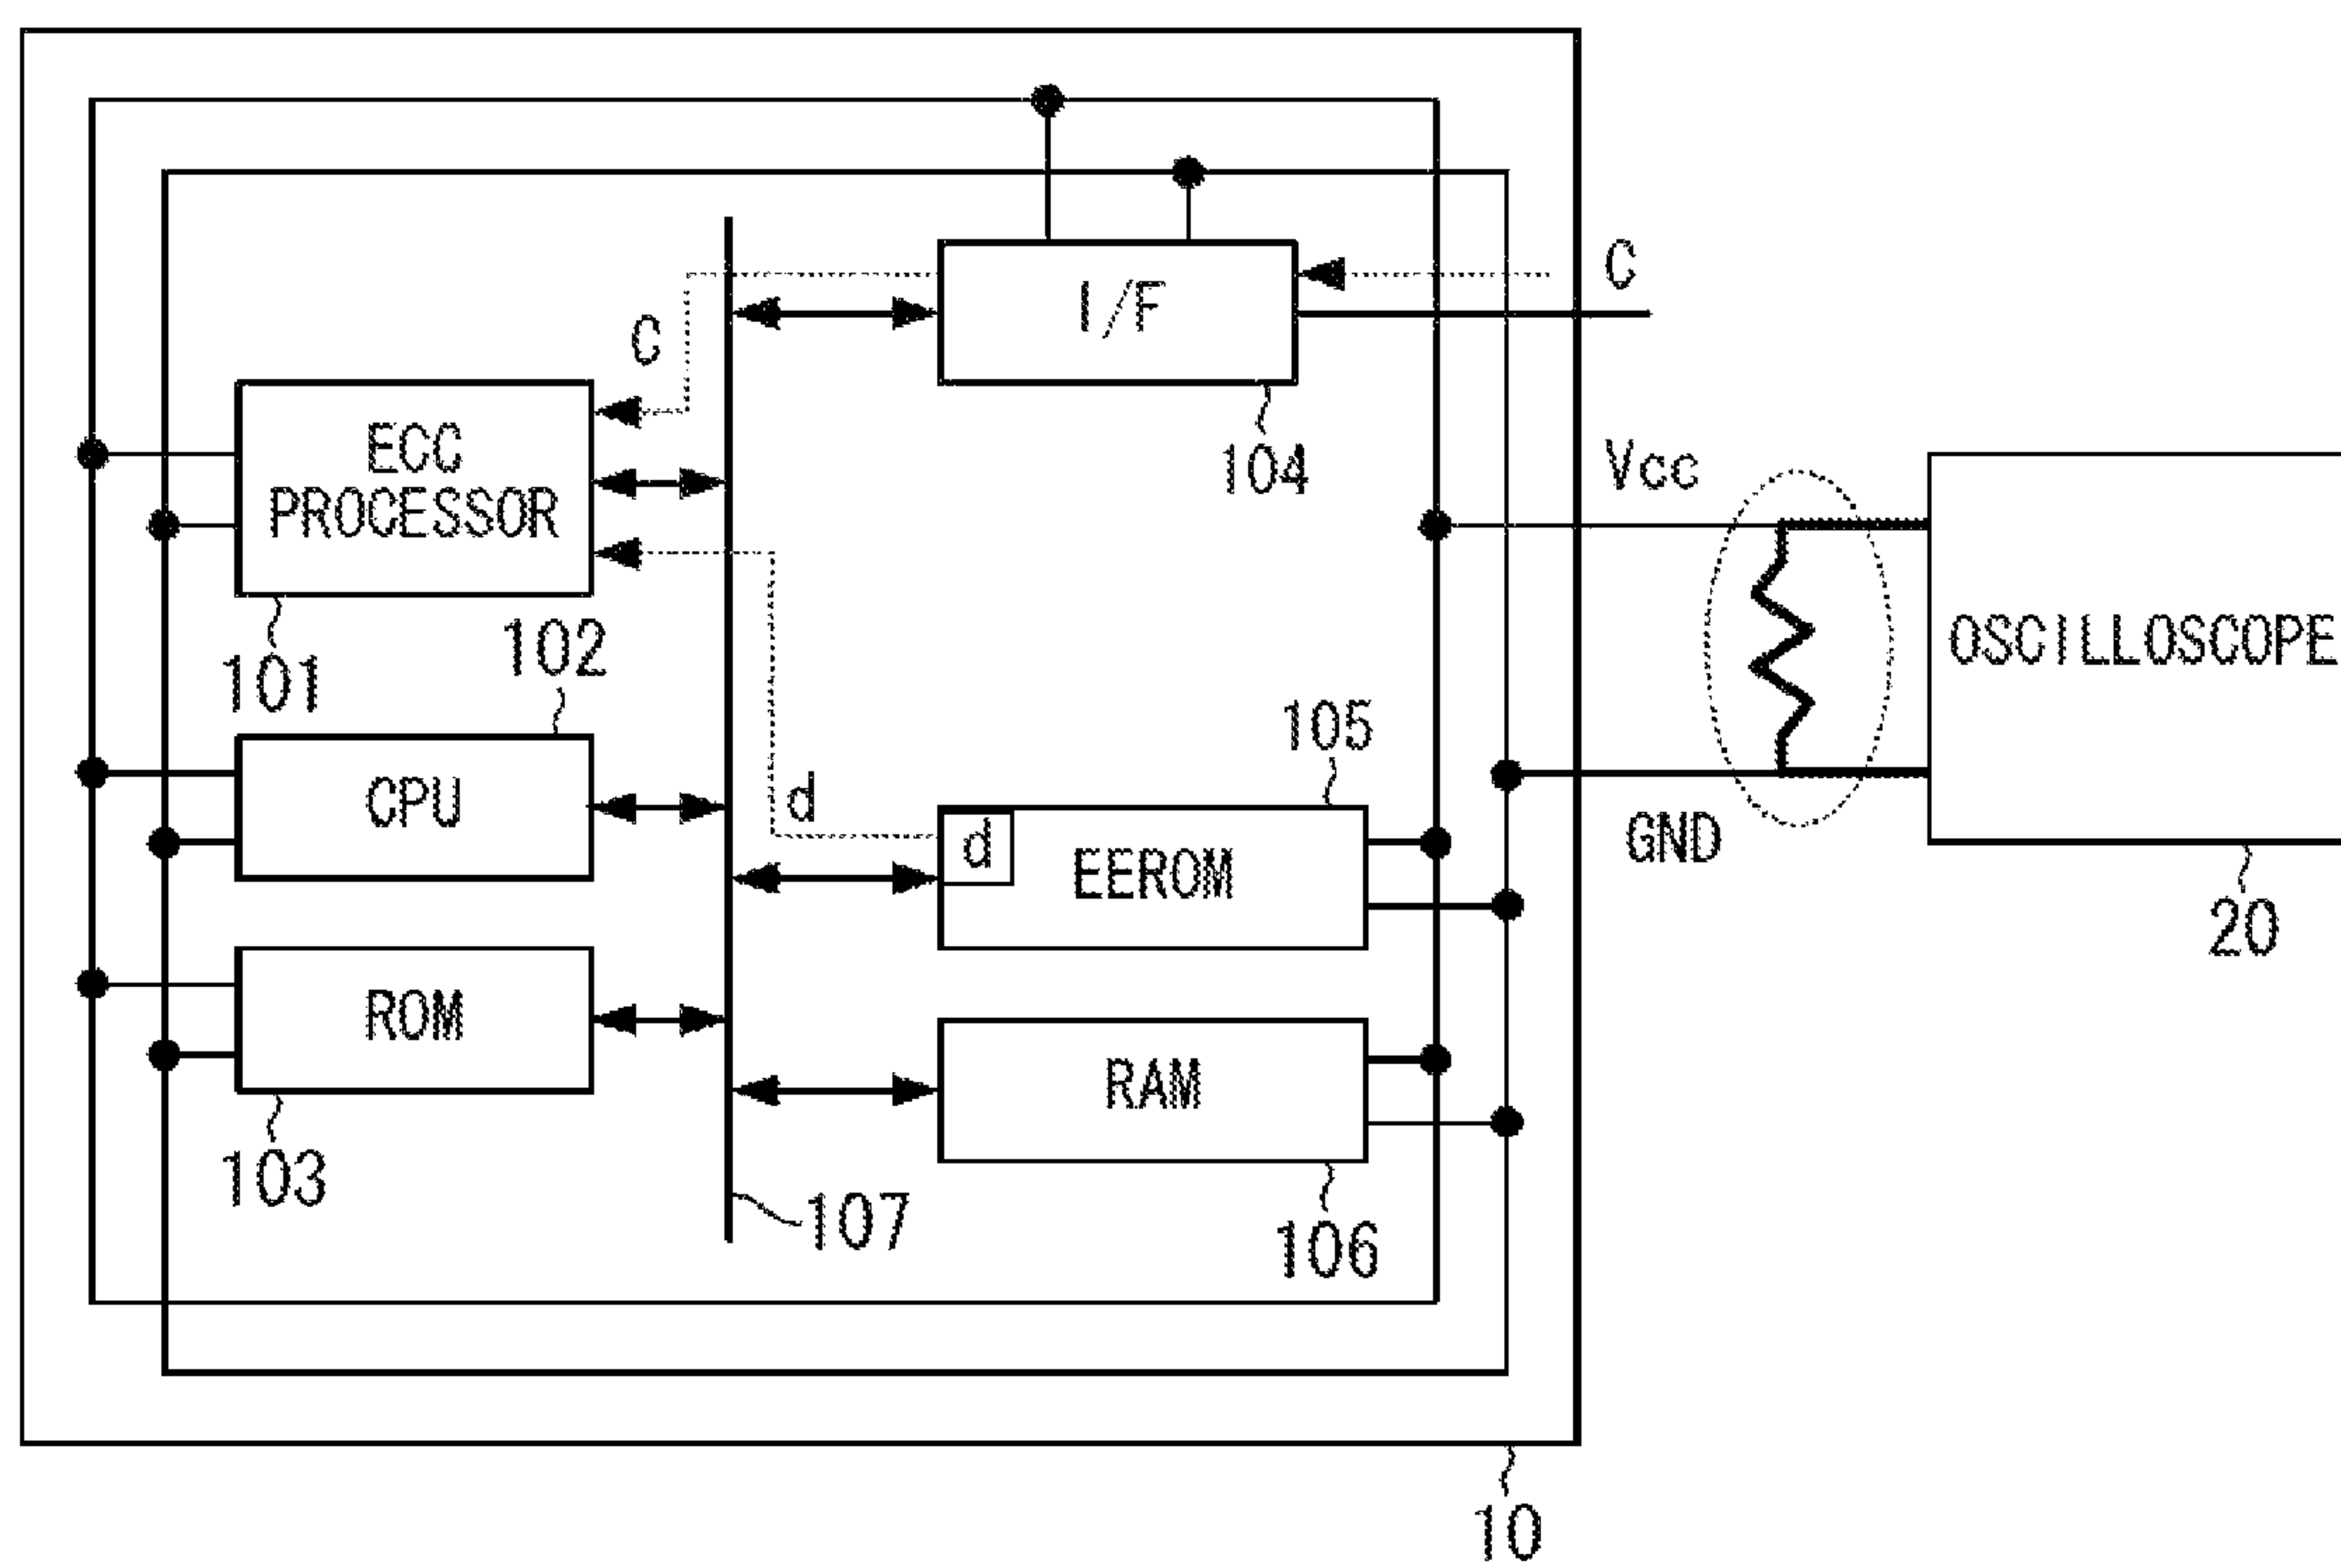 C
I/F
C
104
Vcc
ECC
PROCESSOR
101
102
OSCILLOSCOPE
105
CPU
d
d
EEROM
GND
20
ROM
103
RAM
106
107
10